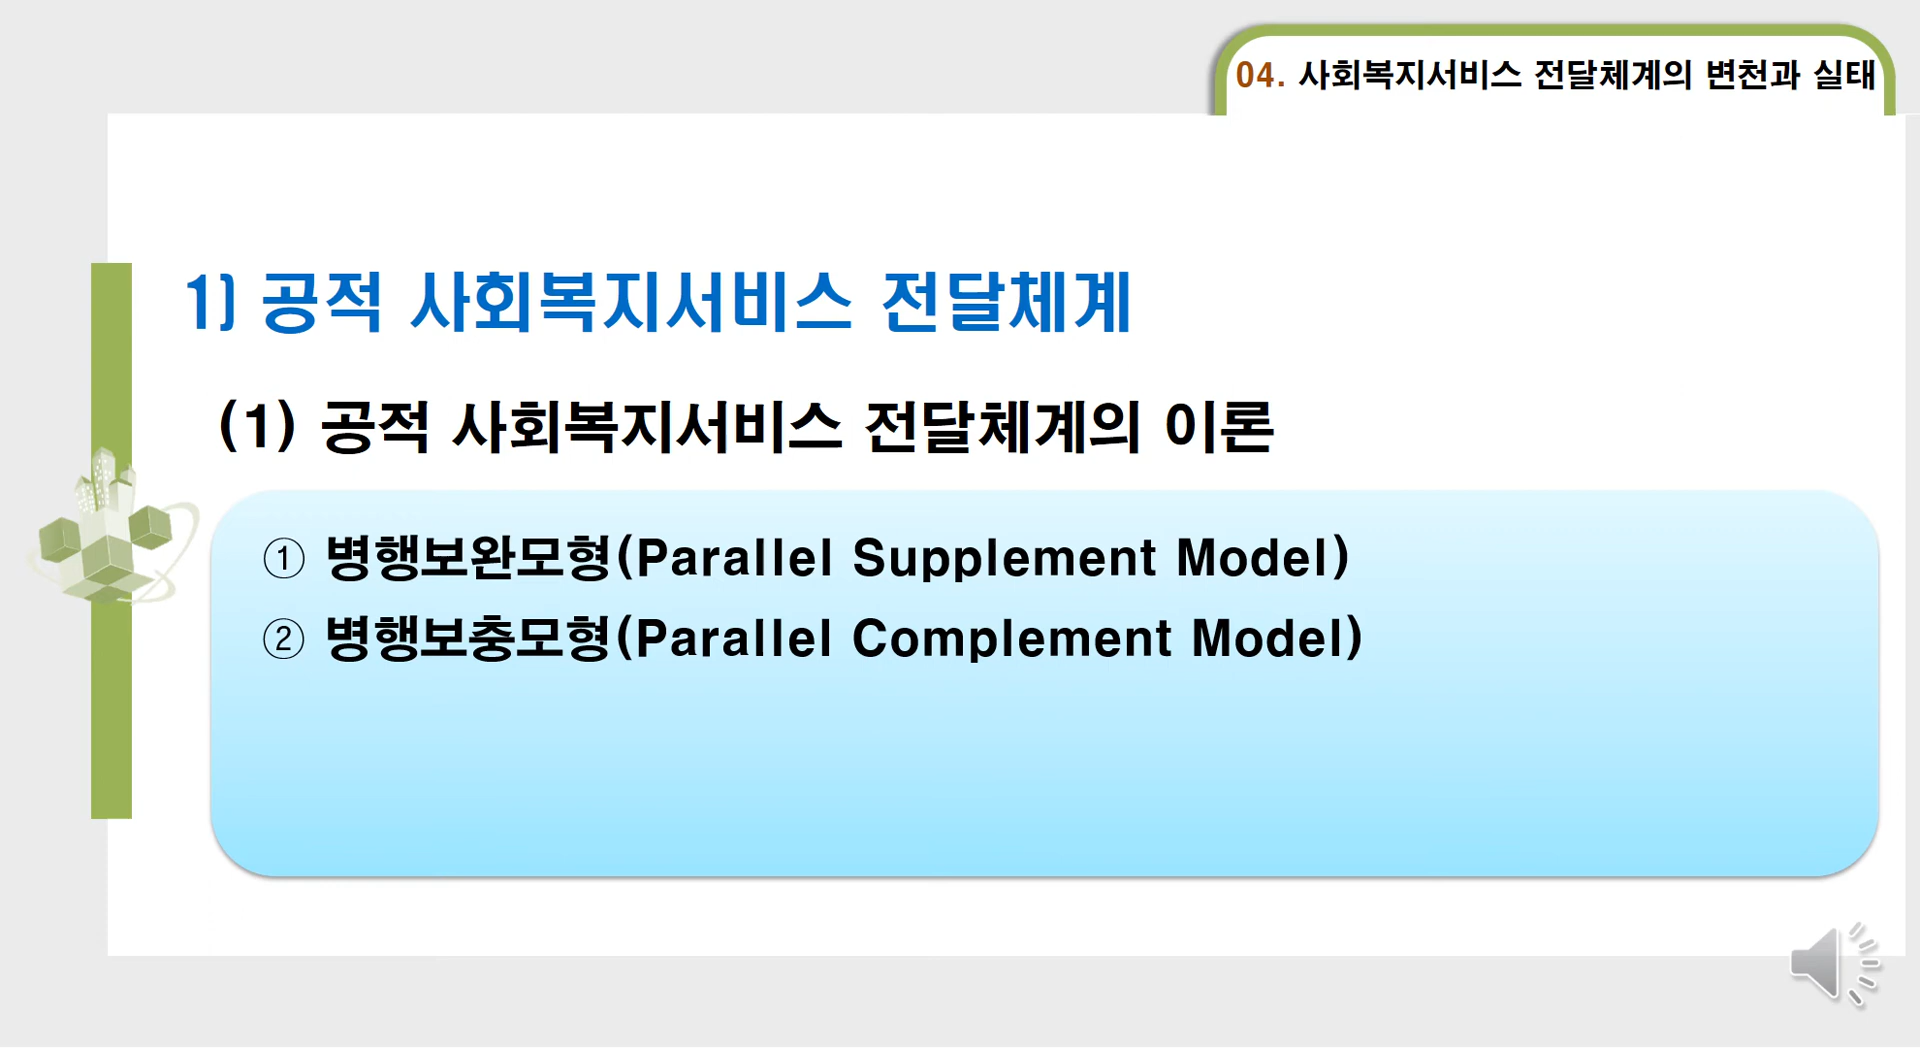 04. 사회복지서비스 전달체계의 변천과 실태
1) 공적 사회복지서비스 전달체계
(1) 공적 사회복지서비스 전달체계의 이론
① 병행보완모형(Parallel Supplement Model)
② 병행보충모형(Parallel Complement Model)